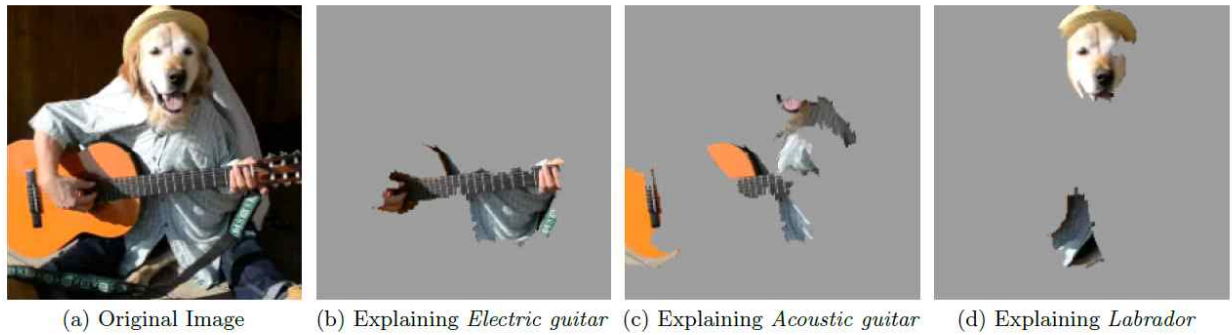 (a) Original Image
(b) Explaining Electric guitar
(c) Explaining Acoustic guitar
(d) Explaining Labrador